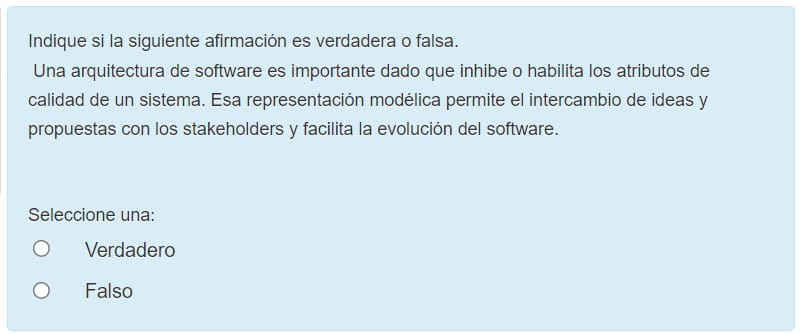 Indique si la siguiente afirmación es verdadera o falsa.
Una arquitectura de software es importante dado que inhibe o habilita los atributos de
calidad de un sistema. Esa representación modélica permite el intercambio de ideas y
propuestas con los stakeholders y facilita la evolución del software.
Seleccione una:
Verdadero
Falso